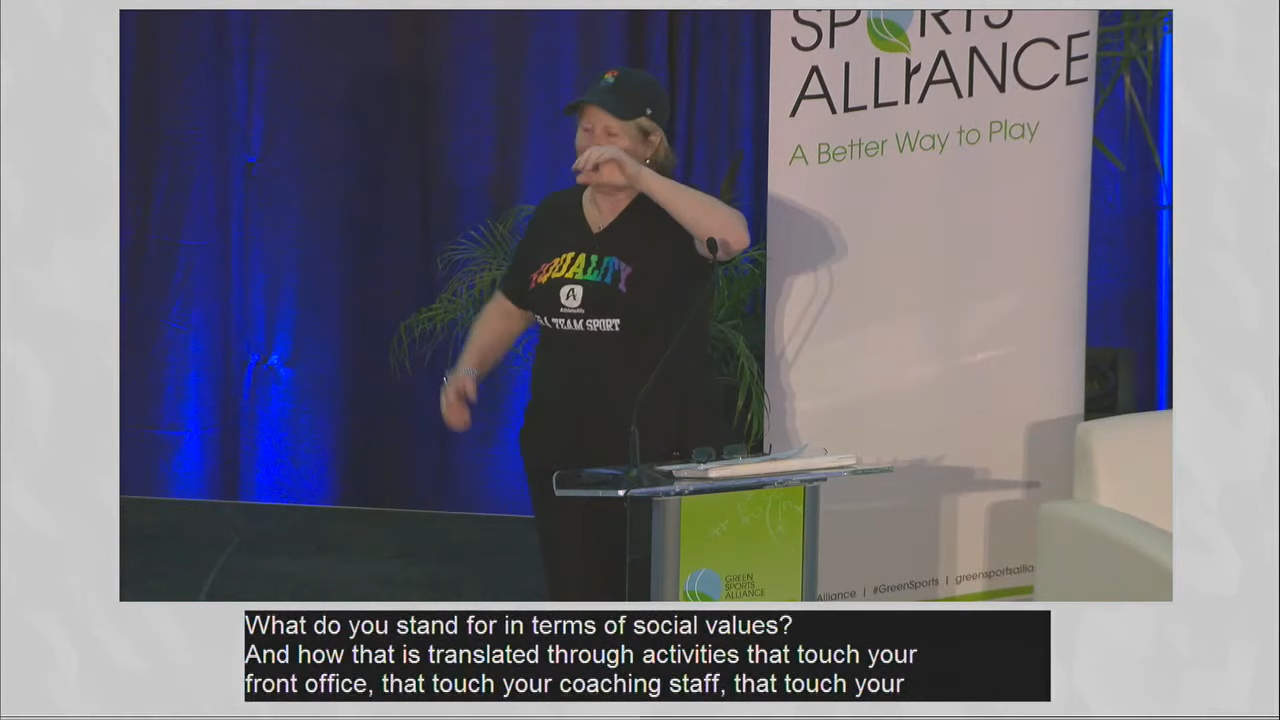 SPORTS
ALLIANCE
A Better Way to Play
EQUALITY
A
TEAM SPORT
GREEN
SPORTS
ALLIANCE
Alliance | #GreenSports | greensportsallia
What do you stand for in terms of social values?
And how that is translated through activities that touch your
front office, that touch your coaching staff, that touch your